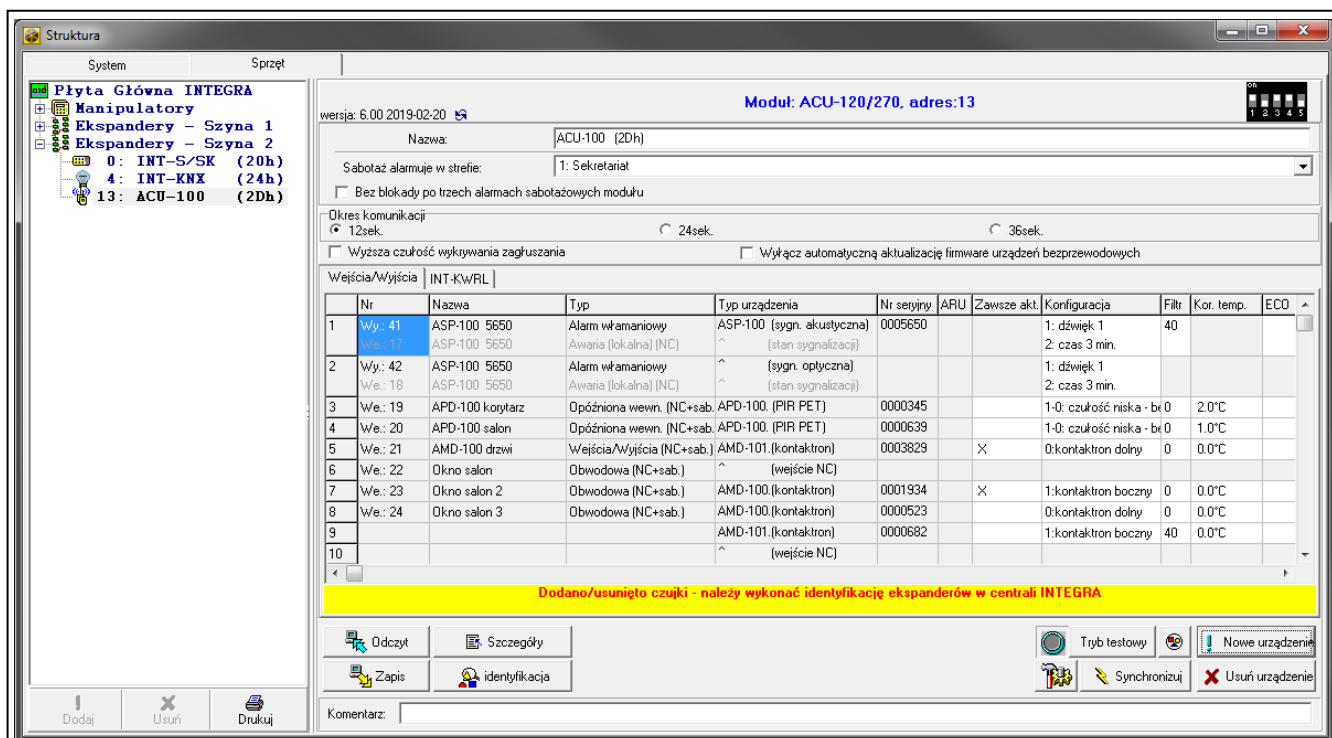 Struktura
System Sprzęt
Płyta Główna INTEGRA
Manipulatory
Ekspandery – Szyna 1
Ekspandery – Szyna 2
0: INT-S/SK (20h)
4: INT-KNX (24h)
13: ACU-100 (2Dh)
Dodaj Usuń Drukuj
Moduł: ACU-120/270, adres:13
on
1 2 3 4 5
wersja: 6.00 2019-02-20
Nazwa: ACU-100 (2Dh)
Sabotaż alarmuje w strefie: 1: Sekretariat
Bez blokady po trzech alarmach sabotażowych modułu
Okres komunikacji
12sek. 24sek. 36sek.
Wyższa czułość wykrywania zagłuszania Wyłącz automatyczną aktualizację firmware urządzeń bezprzewodowych
Wejścia/Wyjścia INT-KWRL
Nr Nazwa Typ Typ urządzenia Nr seryjny ARU Zawsze akt. Konfiguracja Filtr Kor. temp. ECO
1 Wy.: 41 ASP-100 5650 Alarm włamaniowy ASP-100 (sygn. akustyczna) 0005650 1: dźwięk 1 40
We.: 17 ASP-100 5650 Awaria (lokalna) (NC) ^ (stan sygnalizacji) 2: czas 3 min.
2 Wy.: 42 ASP-100 5650 Alarm włamaniowy ^ (sygn. optyczna) 1: dźwięk 1
We.: 18 ASP-100 5650 Awaria (lokalna) (NC) ^ (stan sygnalizacji) 2: czas 3 min.
3 We.: 19 APD-100 korytarz Opóźniona wewn. (NC+sab. APD-100. (PIR PET) 0000345 1-0: czułość niska - be 0 2.0°C
4 We.: 20 APD-100 salon Opóźniona wewn. (NC+sab. APD-100. (PIR PET) 0000639 1-0: czułość niska - be 0 1.0°C
5 We.: 21 AMD-100 drzwi Wejścia/Wyjścia (NC+sab.) AMD-101.(kontaktron) 0003829 X 0:kontaktron dolny 0 0.0°C
6 We.: 22 Okno salon Obwodowa (NC+sab.) ^ (wejście NC)
7 We.: 23 Okno salon 2 Obwodowa (NC+sab.) AMD-100.(kontaktron) 0001934 X 1:kontaktron boczny 0 0.0°C
8 We.: 24 Okno salon 3 Obwodowa (NC+sab.) AMD-100.(kontaktron) 0000523 0:kontaktron dolny 0 0.0°C
9 AMD-101.(kontaktron) 0000682 1:kontaktron boczny 40 0.0°C
10 ^ (wejście NC)
Dodano/usunięto czujki - należy wykonać identyfikację ekspanderów w centrali INTEGRA
Odczyt Szczegóły Tryb testowy Nowe urządzenie
Zapis identyfikacja Synchronizuj Usuń urządzenie
Komentarz: